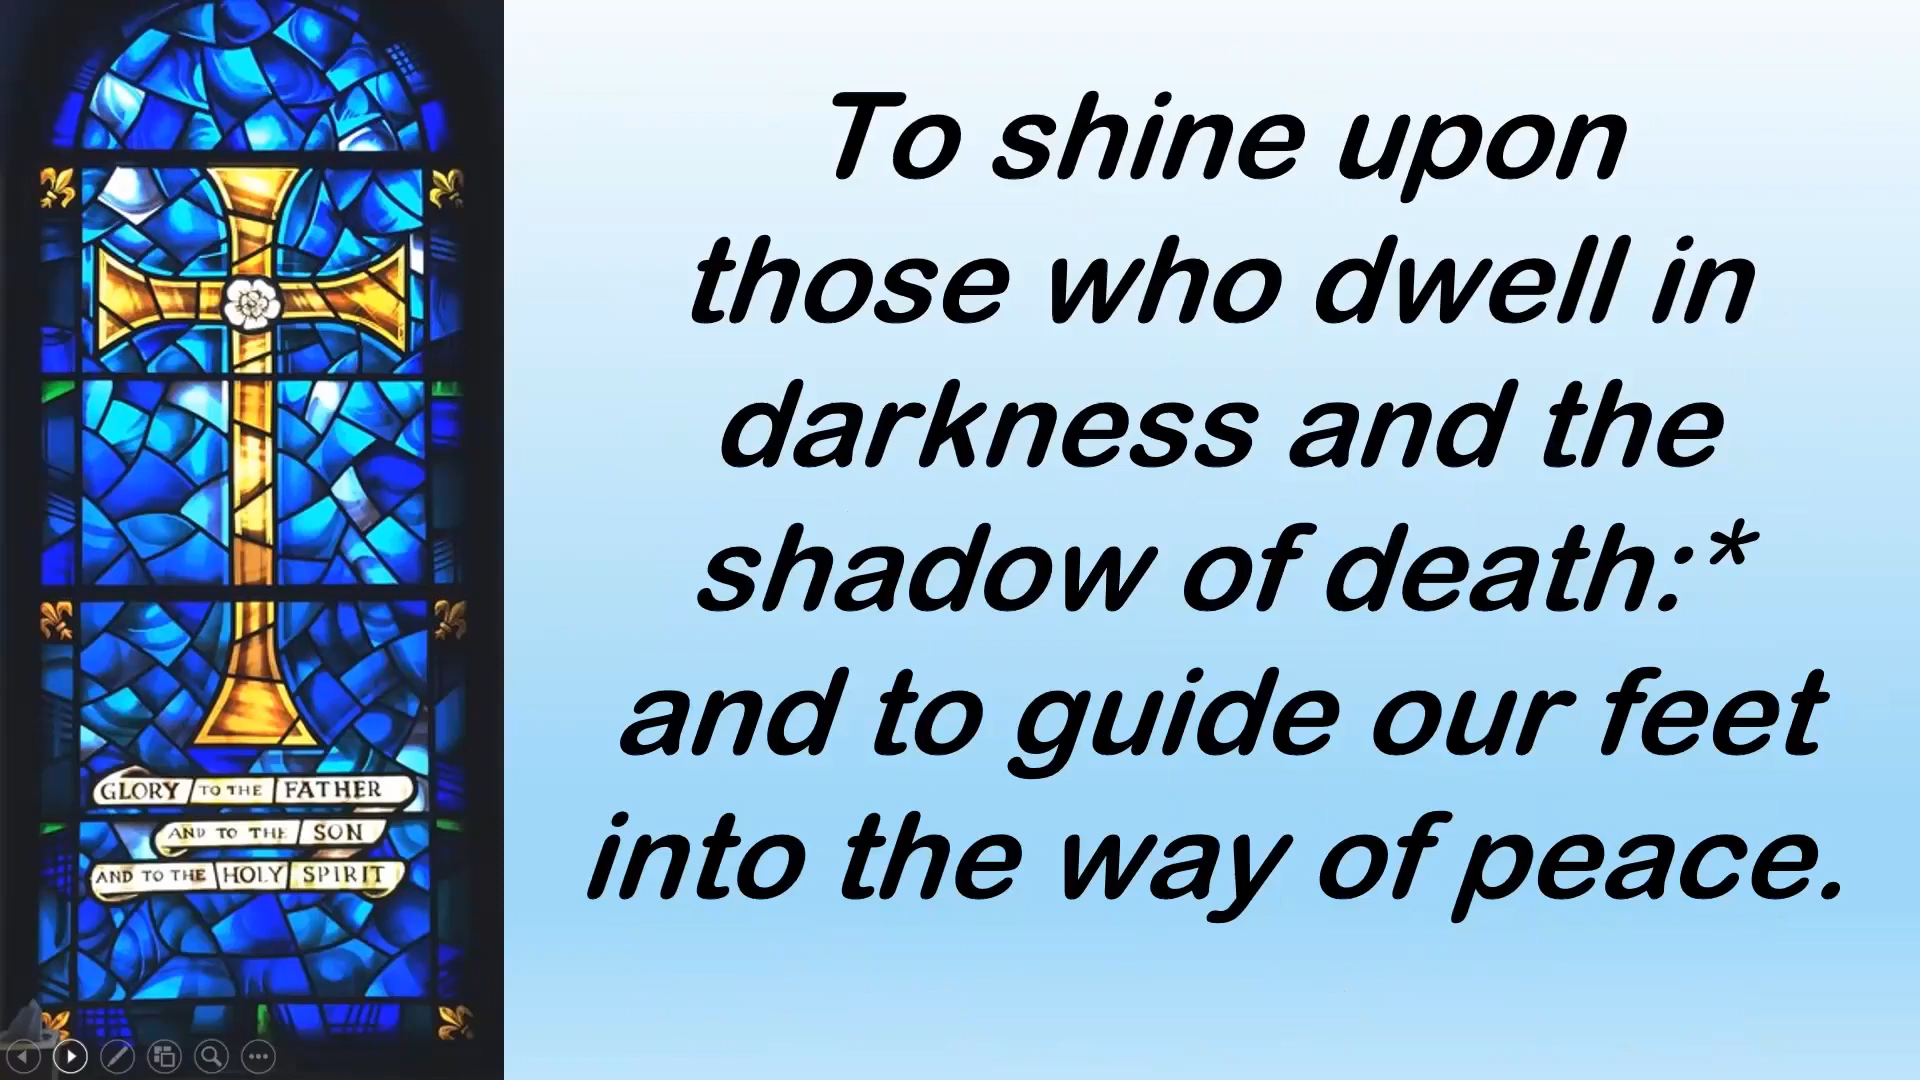 To shine upon
those who dwell in
darkness and the
shadow of death:*
and to guide our feet
into the way of peace.
GLORY TO THE FATHER
AND TO THE SON
AND TO THE HOLY SPIRIT